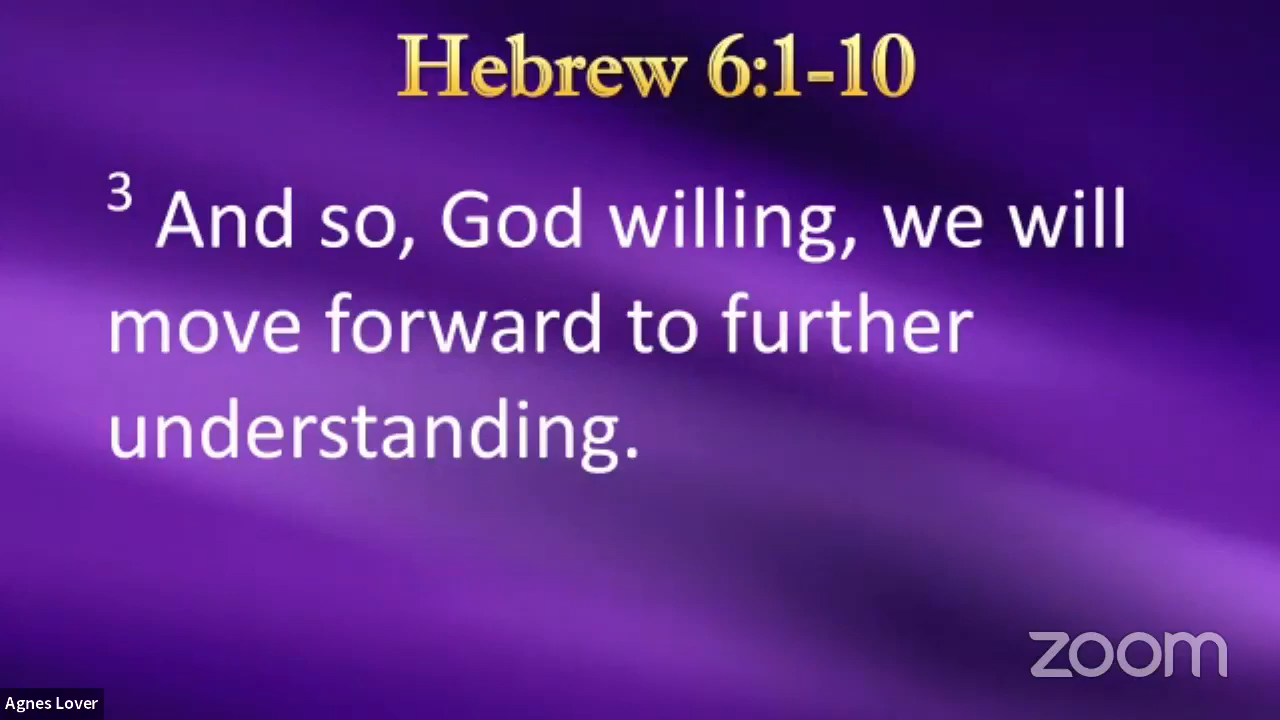 Hebrew 6:1-10
3 And so, God willing, we will
move forward to further
understanding.
zoom
Agnes Lover